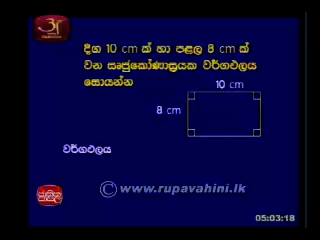 දිග 10 cm ක් හා පළල 8 cm ක්
වන සෘජුකෝණාස්‍රයක වර්ගඵලය
සොයන්න
10 cm
8 cm
වර්ගඵලය
©www.rupavahini.lk
05:03:18